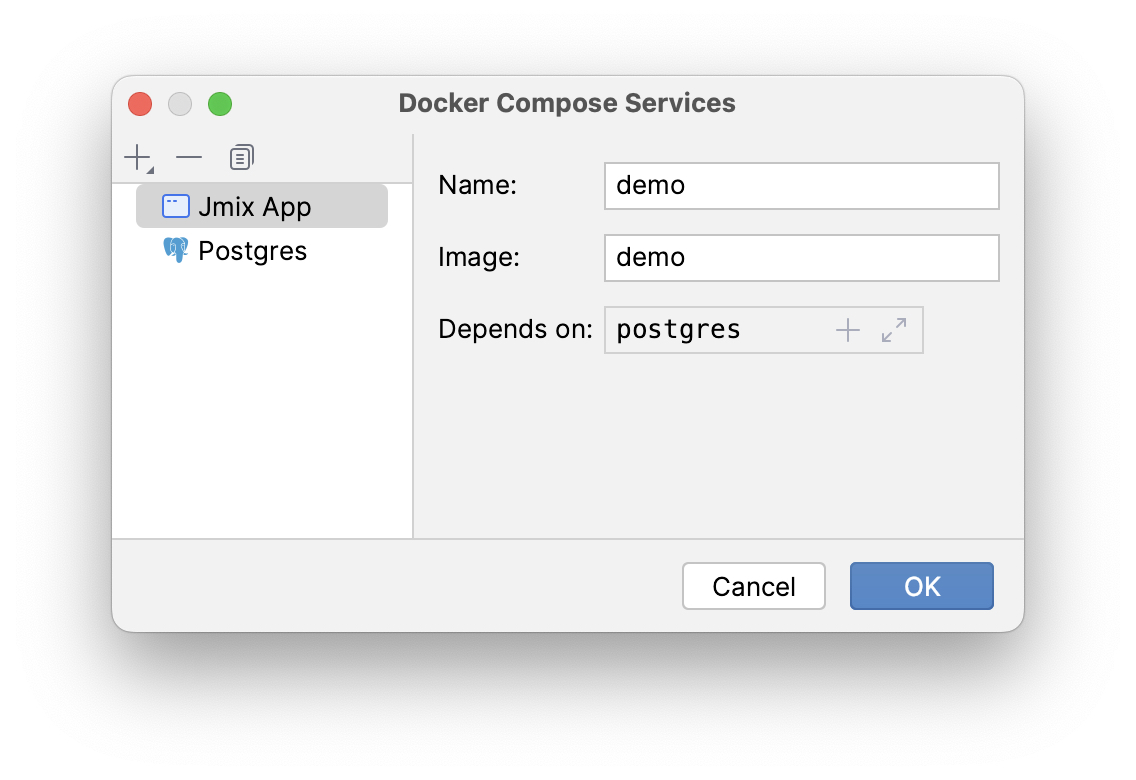 Docker Compose Services
Jmix App
Postgres
Name: demo
Image: demo
Depends on: postgres
Cancel OK